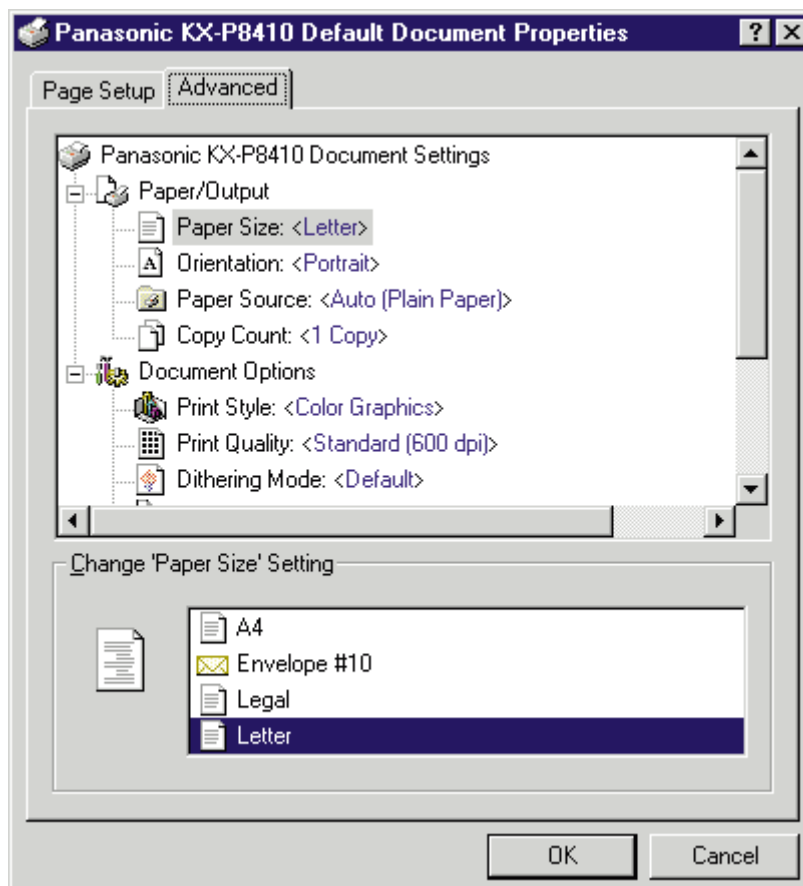 Panasonic KX-P8410 Default Document Properties
Page Setup Advanced
Panasonic KX-P8410 Document Settings
Paper/Output
Paper Size: <Letter>
Orientation: <Portrait>
Paper Source: <Auto (Plain Paper)>
Copy Count: <1 Copy>
Document Options
Print Style: <Color Graphics>
Print Quality: <Standard (600 dpi)>
Dithering Mode: <Default>
Change 'Paper Size' Setting
A4
Envelope #10
Legal
Letter
OK Cancel